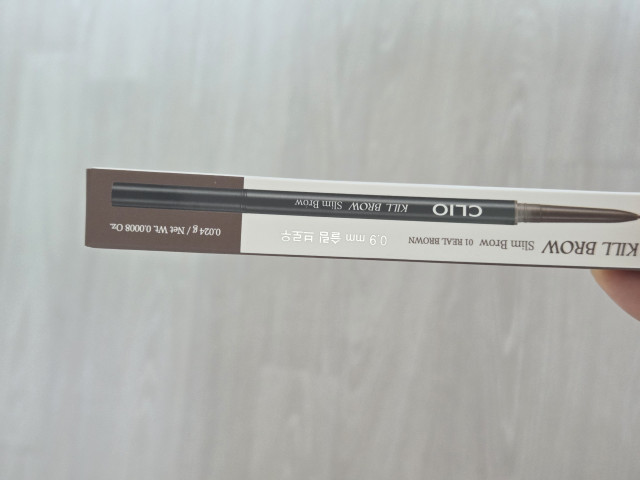 KILL BROW Slim Brow 01 REAL BROWN
CLIO KILL BROW Slim Brow
0.9 mm 슬림 브로우
0.024 g / Net Wt. 0.0008 Oz.